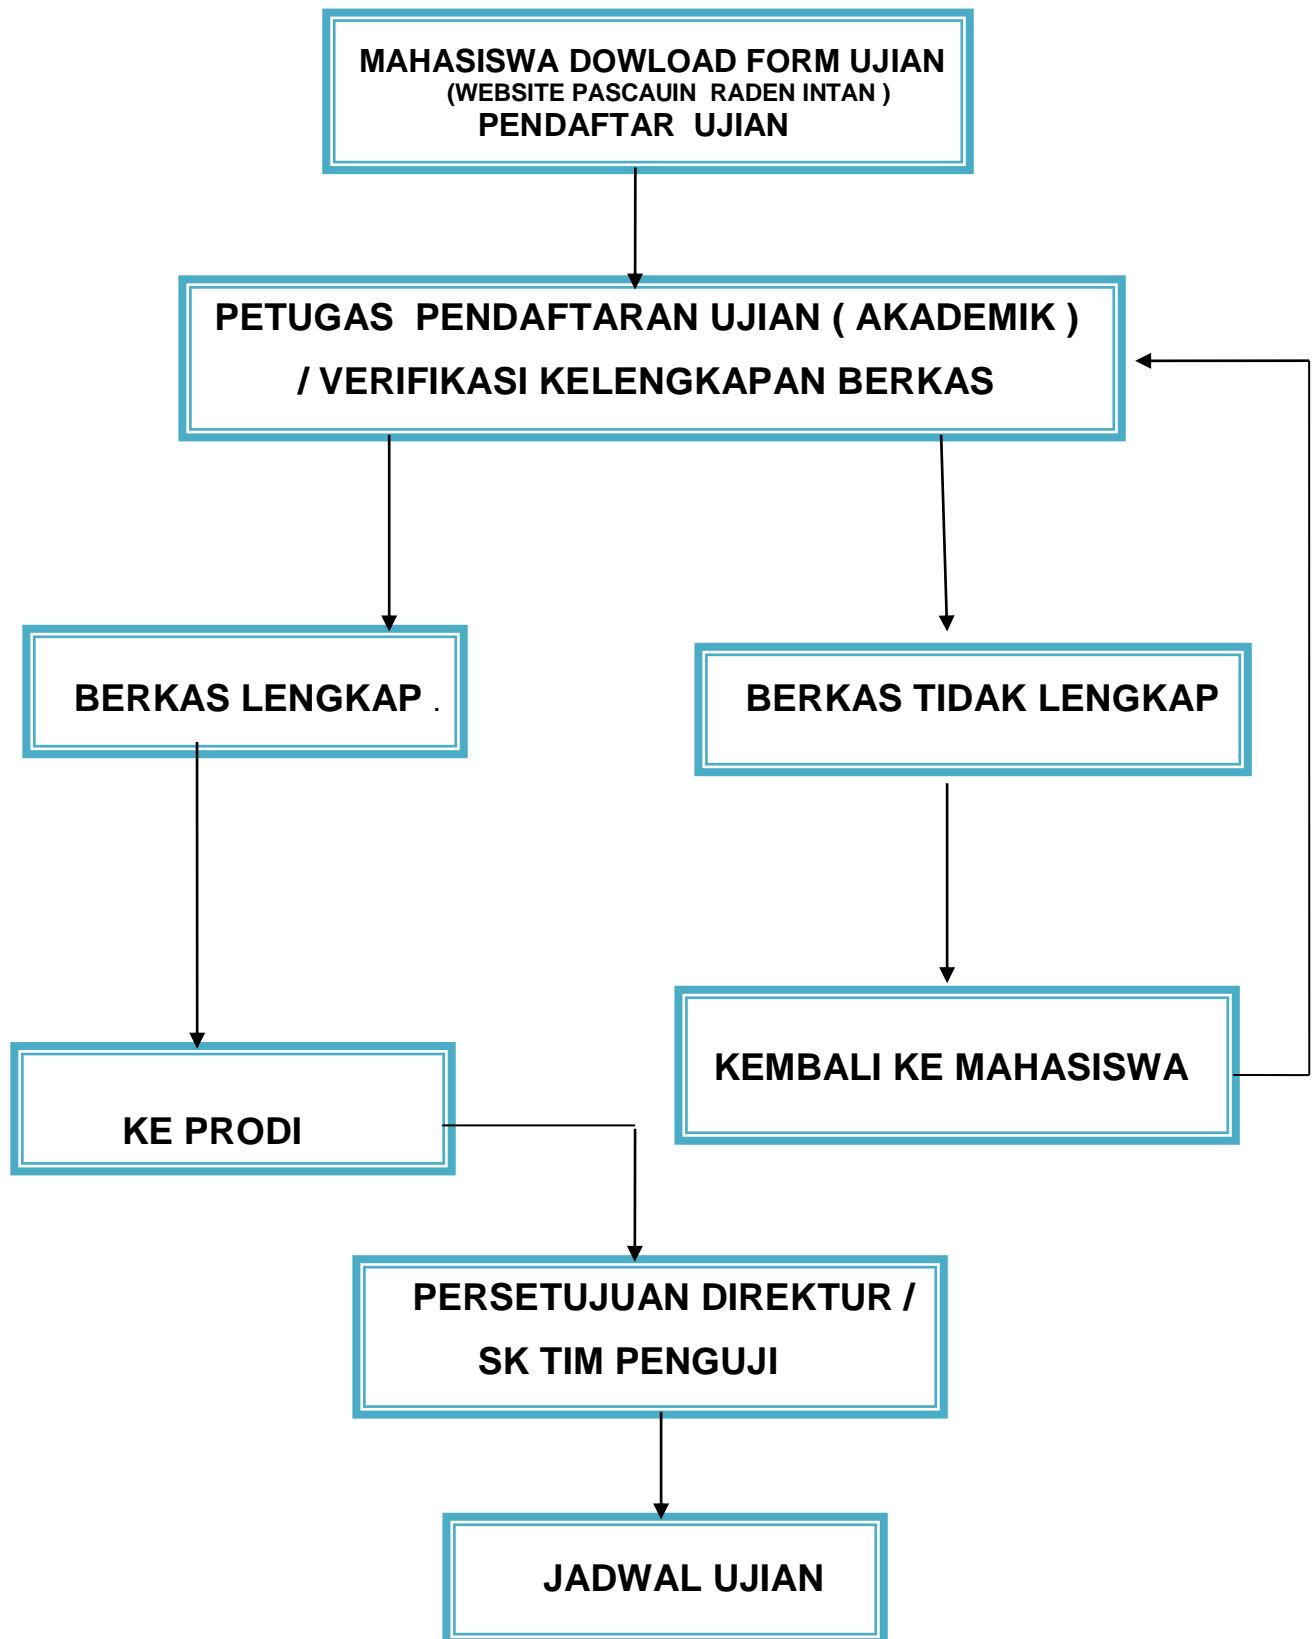 MAHASISWA DOWLOAD FORM UJIAN
(WEBSITE PASCAUIN RADEN INTAN )
PENDAFTAR UJIAN
PETUGAS PENDAFTARAN UJIAN ( AKADEMIK )
/ VERIFIKASI KELENGKAPAN BERKAS
BERKAS LENGKAP .
BERKAS TIDAK LENGKAP
KEMBALI KE MAHASISWA
KE PRODI
PERSETUJUAN DIREKTUR /
SK TIM PENGUJI
JADWAL UJIAN